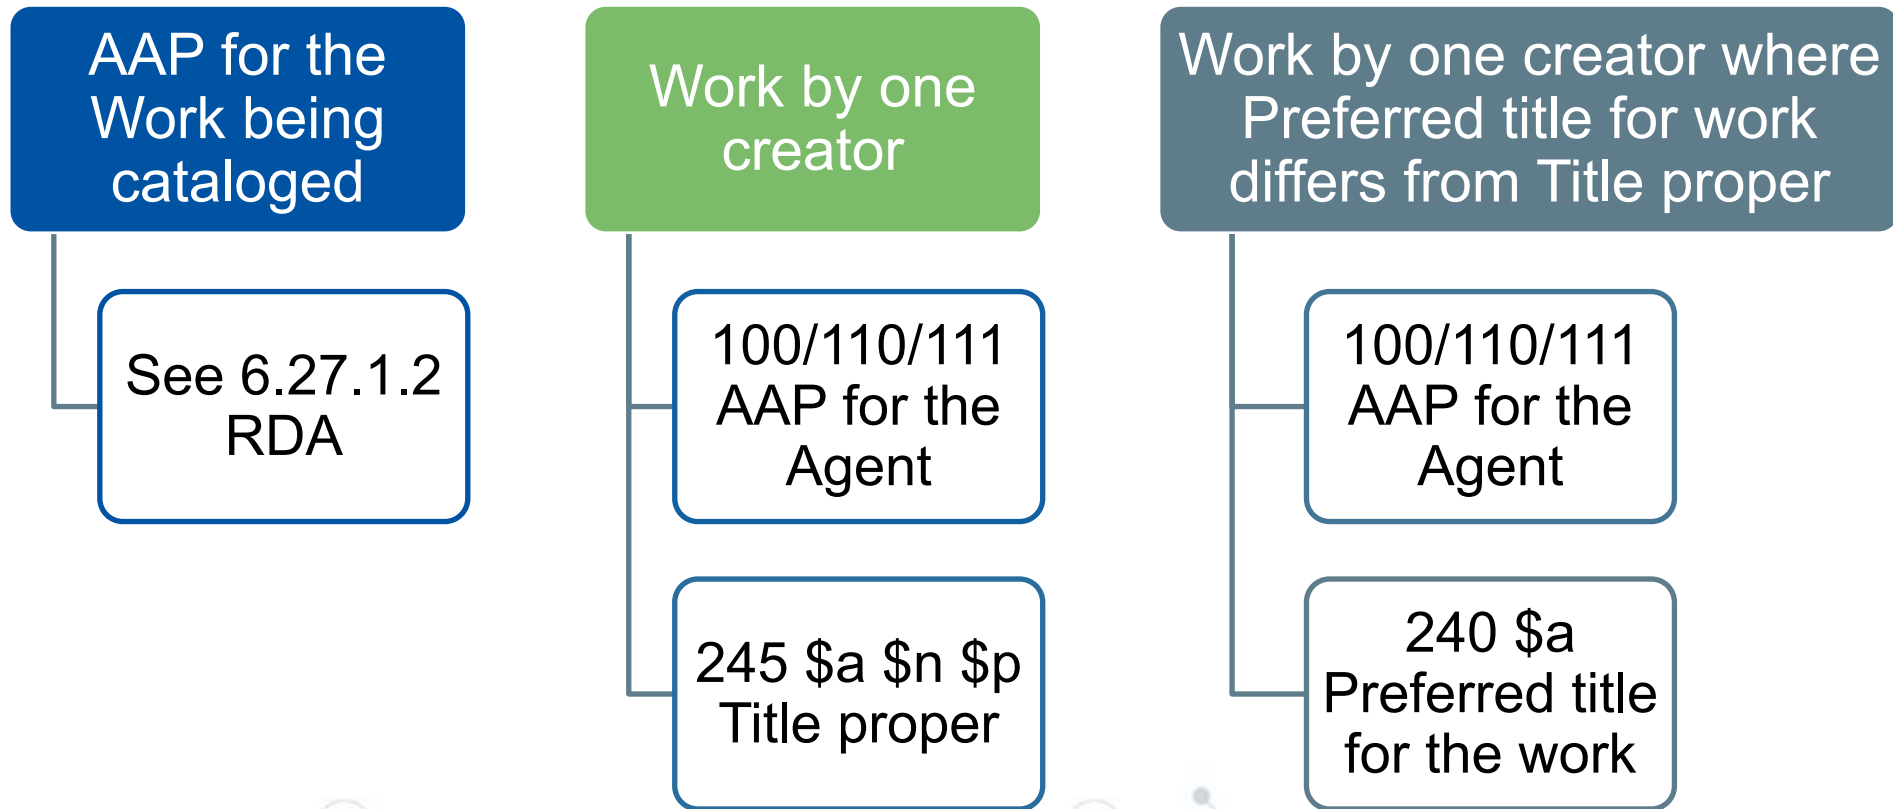 AAP for the
Work being
cataloged
See 6.27.1.2
RDA
Work by one
creator
100/110/111
AAP for the
Agent
245 $a $n $p
Title proper
Work by one creator where
Preferred title for work
differs from Title proper
100/110/111
AAP for the
Agent
240 $a
Preferred title
for the work